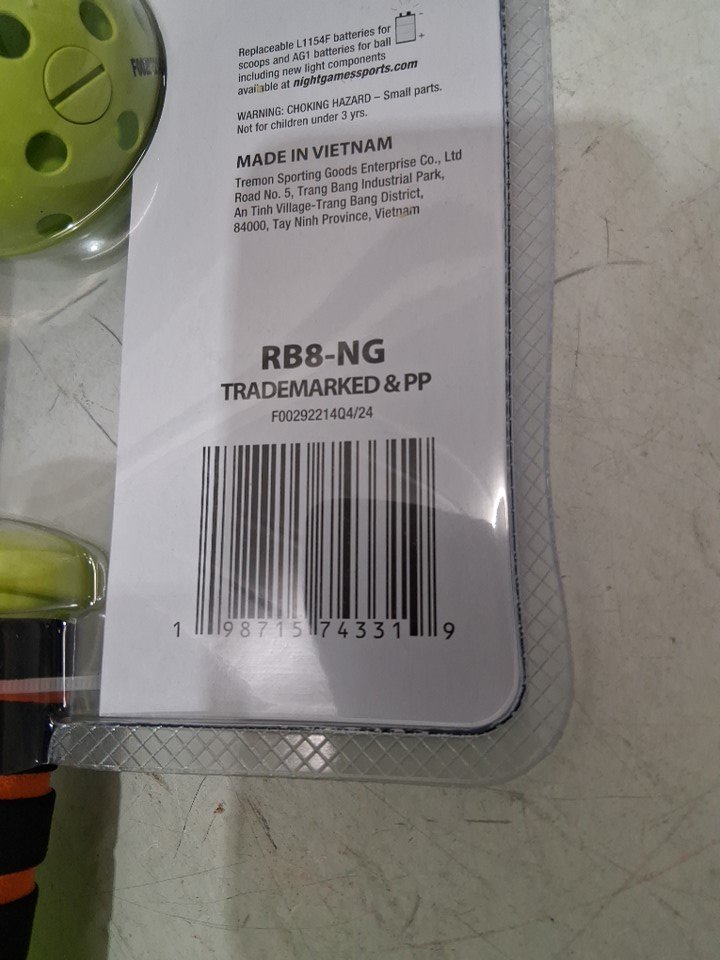 Replaceable L1154F batteries for
scoops and AG1 batteries for ball
including new light components
available at nightgamessports.com
WARNING: CHOKING HAZARD – Small parts.
Not for children under 3 yrs.
MADE IN VIETNAM
Tremon Sporting Goods Enterprise Co., Ltd
Road No. 5, Trang Bang Industrial Park,
An Tinh Village-Trang Bang District,
84000, Tay Ninh Province, Vietnam
RB8-NG
TRADEMARKED & PP
F00292214Q4/24
1 98715 74331 9